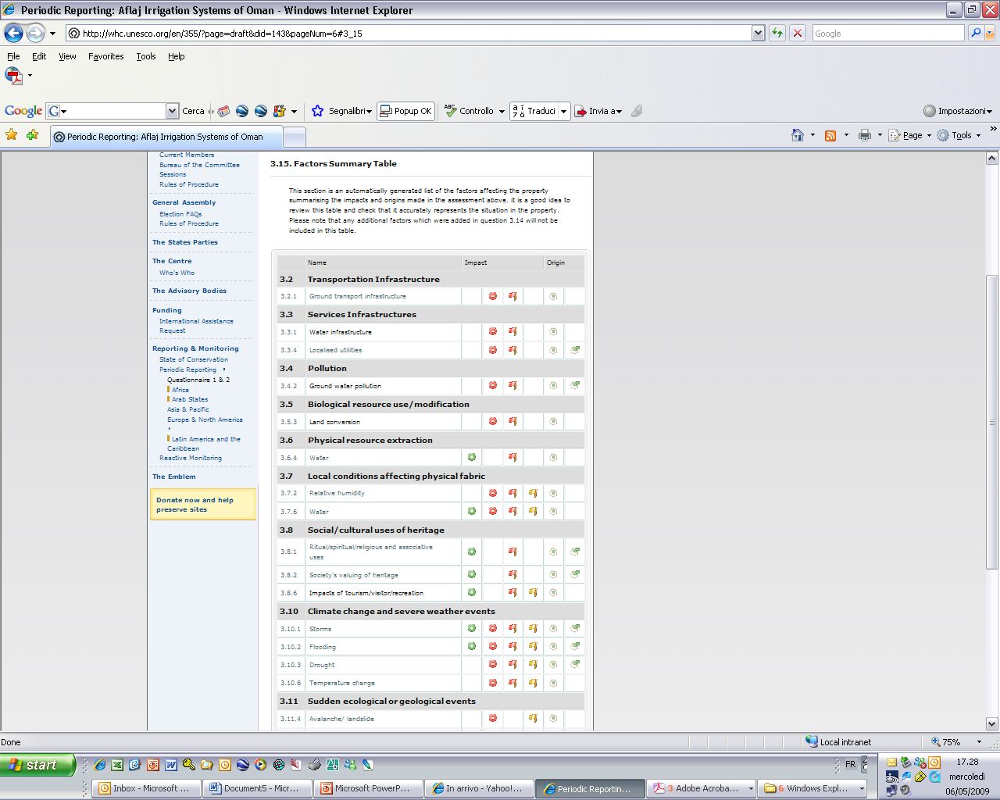 Periodic Reporting: Aflaj Irrigation Systems of Oman - Windows Internet Explorer
http://whc.unesco.org/en/355/?page=draft&did=143&pageNum=6#3_15
Google
File Edit View Favorites Tools Help
Google G Cerca Segnalibri Popup OK ABC Controllo Traduci Invia a Impostazioni
Periodic Reporting: Aflaj Irrigation Systems of Oman
Page Tools »
Current Members
Bureau of the Committee
Sessions
Rules of Procedure
General Assembly
Election FAQs
Rules of Procedure
The States Parties
The Centre
Who's Who
The Advisory Bodies
Funding
International Assistance
Request
Reporting & Monitoring
State of Conservation
Periodic Reporting
Questionnaire 1 & 2
Africa
Arab States
Asia & Pacific
Europe & North America
Latin America and the
Caribbean
Reactive Monitoring
The Emblem
Donate now and help
preserve sites
3.15. Factors Summary Table
This section is an automatically generated list of the factors affecting the property
summarising the impacts and origins made in the assessment above. it is a good idea to
review this table and check that it accurately represents the situation in the property.
Please note that any additional factors which were added in question 3.14 will not be
included in this table.
Name Impact Origin
3.2 Transportation Infrastructure
3.2.1 Ground transport infrastructure
3.3 Services Infrastructures
3.3.1 Water infrastructure
3.3.4 Localised utilities
3.4 Pollution
3.4.2 Ground water pollution
3.5 Biological resource use/modification
3.5.3 Land conversion
3.6 Physical resource extraction
3.6.4 Water
3.7 Local conditions affecting physical fabric
3.7.2 Relative humidity
3.7.6 Water
3.8 Social/cultural uses of heritage
3.8.1 Ritual/spiritual/religious and associative
uses
3.8.2 Society's valuing of heritage
3.8.6 Impacts of tourism/visitor/recreation
3.10 Climate change and severe weather events
3.10.1 Storms
3.10.2 Flooding
3.10.3 Drought
3.10.6 Temperature change
3.11 Sudden ecological or geological events
3.11.4 Avalanche/ landslide
Done Local intranet 75%
start FR 17.28
mercoledì
06/05/2009
Inbox - Microsoft ... Document5 - Micr... Microsoft PowerP... In arrivo - Yahoo!... Periodic Reportin... 3 Adobe Acroba... 6 Windows Expl...